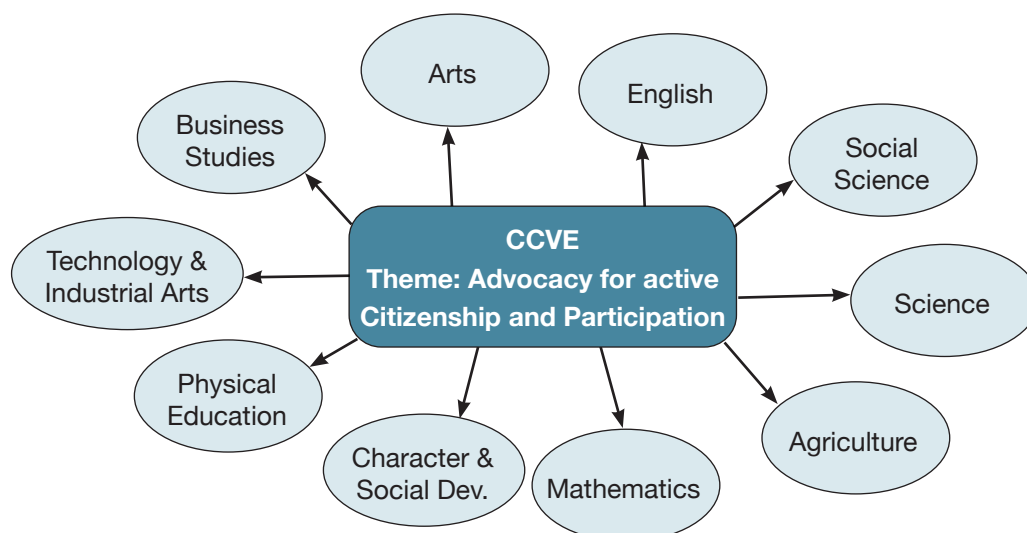 Arts
English
Business
Studies
Social
Science
CCVE
Theme: Advocacy for active
Citizenship and Participation
Technology &
Industrial Arts
Science
Physical
Education
Agriculture
Character &
Social Dev.
Mathematics